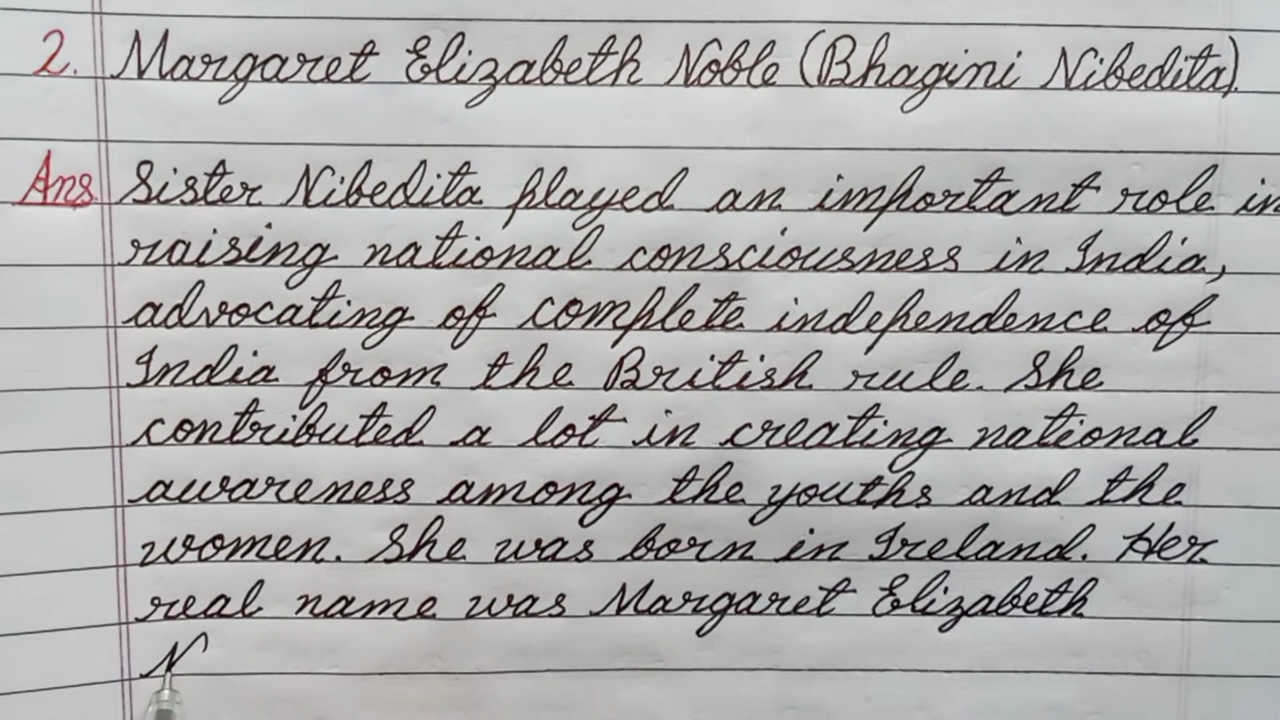 2. Margaret Elizabeth Noble (Bhagini Nibedita).
Ans Sister Nibedita played an important role in
raising national consciousness in India,
advocating of complete independence of
India from the British rule. She
contributed a lot in creating national
awareness among the youths and the
women. She was born in Ireland. Her
real name was Margaret Elizabeth
N